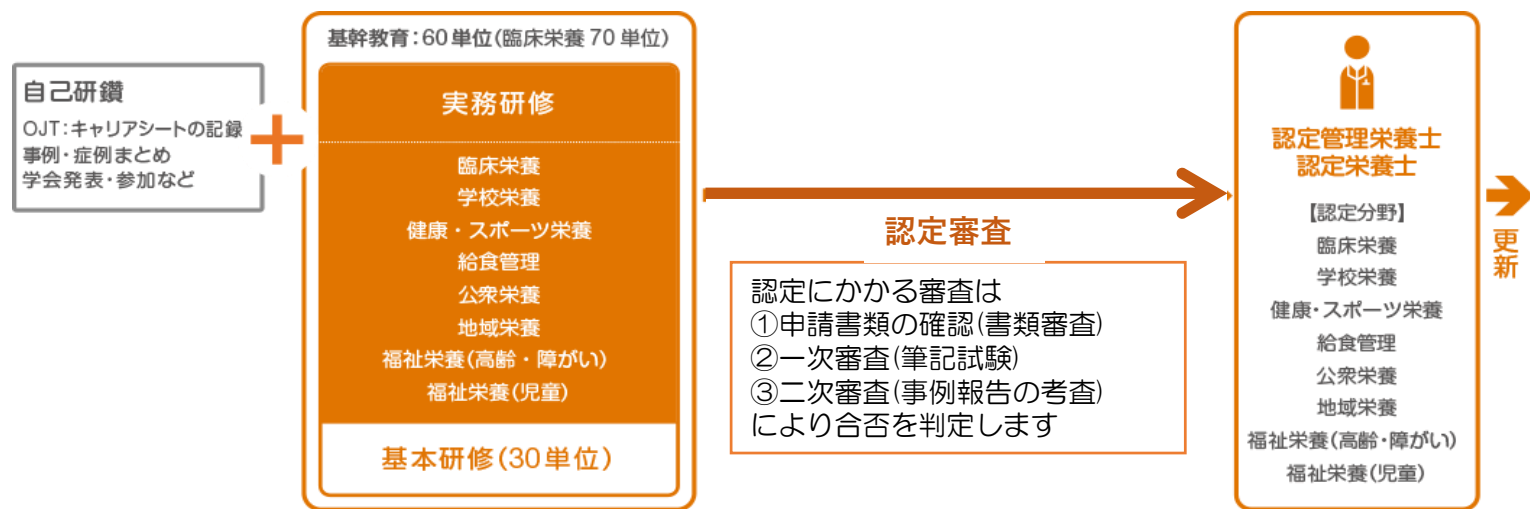 自己研鑽
OJT:キャリアシートの記録
事例・症例まとめ
学会発表・参加など
基幹教育:60単位(臨床栄養70単位)
実務研修
臨床栄養
学校栄養
健康・スポーツ栄養
給食管理
公衆栄養
地域栄養
福祉栄養(高齢・障がい)
福祉栄養(児童)
基本研修(30単位)
認定審査
認定にかかる審査は
①申請書類の確認(書類審査)
②一次審査(筆記試験)
③二次審査(事例報告の考査)
により合否を判定します
認定管理栄養士
認定栄養士
【認定分野】
臨床栄養
学校栄養
健康・スポーツ栄養
給食管理
公衆栄養
地域栄養
福祉栄養(高齢・障がい)
福祉栄養(児童)
更新